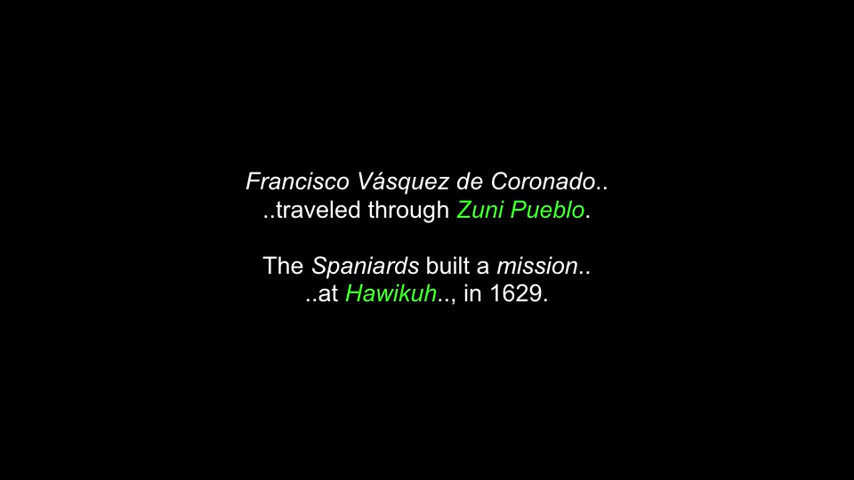 Francisco Vásquez de Coronado..
..traveled through Zuni Pueblo.
The Spaniards built a mission..
..at Hawikuh.., in 1629.